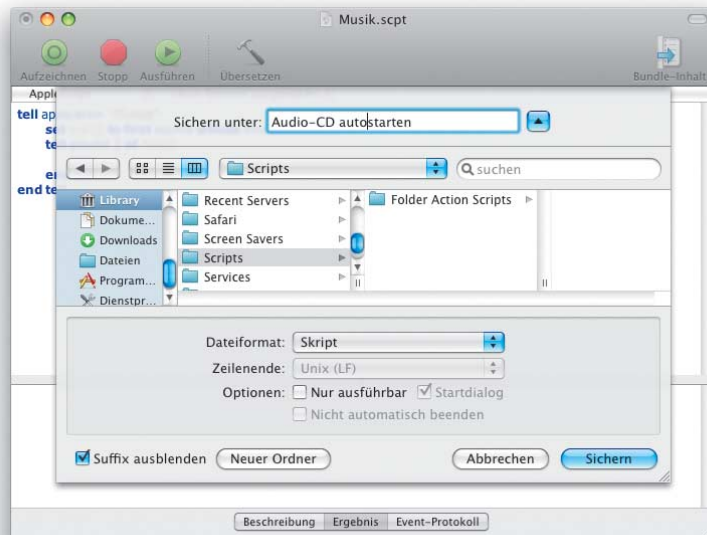 Musik.scpt
Aufzeichnen Stopp Ausführen Übersetzen Bundle-Inhalt
Apple
tell
Sichern unter: Audio-CD autostarten
end tell
Scripts
suchen
Library
Dokume...
Downloads
Dateien
Program...
Dienstpr...
Recent Servers
Safari
Screen Savers
Scripts
Services
Folder Action Scripts
Dateiformat: Skript
Zeilenende: Unix (LF)
Optionen: Nur ausführbar Startdialog
Nicht automatisch beenden
Suffix ausblenden Neuer Ordner Abbrechen Sichern
Beschreibung Ergebnis Event-Protokoll